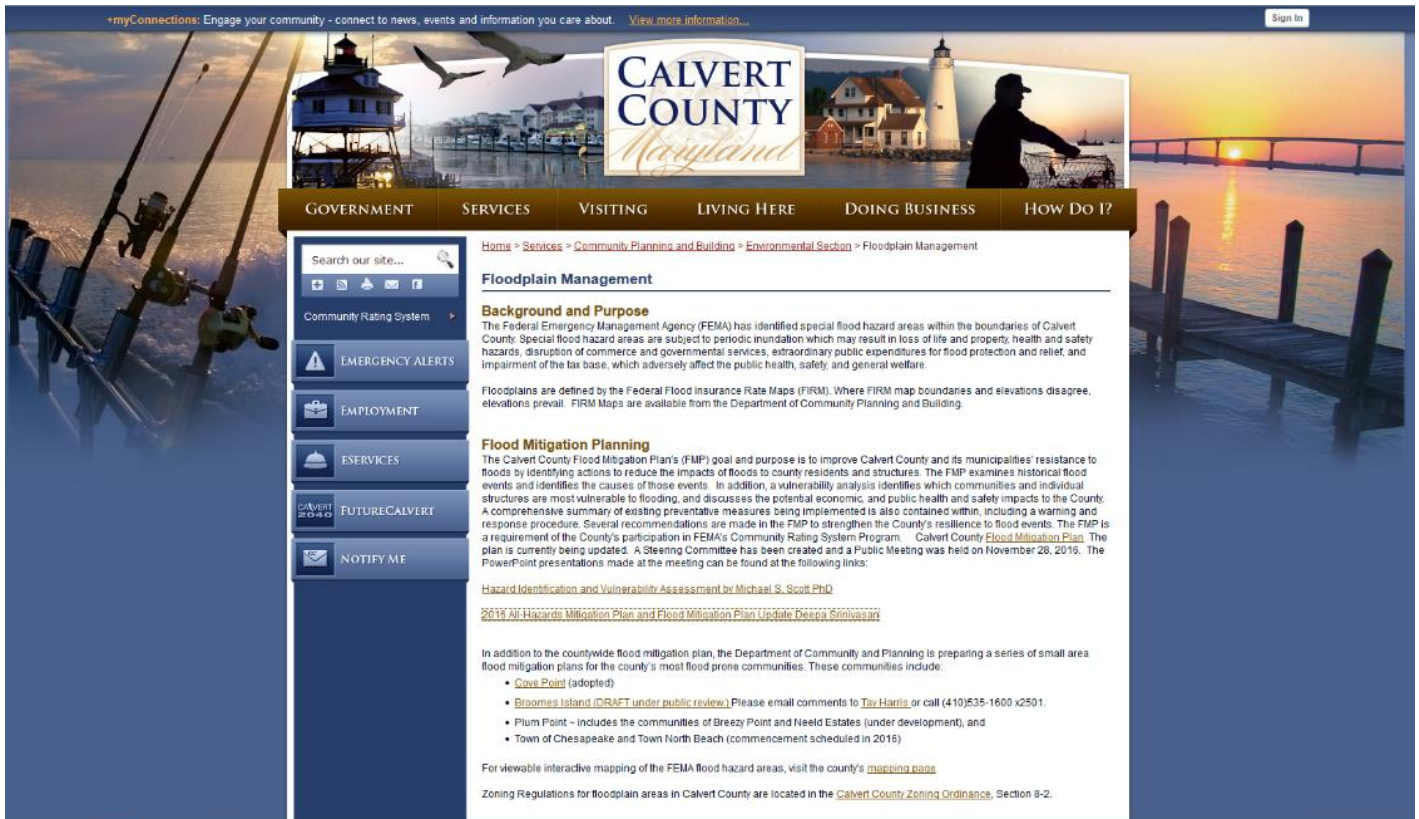 +myConnections: Engage your community - connect to news, events and information you care about. View more information...
Sign In
CALVERT
COUNTY
Maryland
GOVERNMENT SERVICES VISITING LIVING HERE DOING BUSINESS HOW DO I?
Search our site...
Community Rating System
EMERGENCY ALERTS
EMPLOYMENT
ESERVICES
CALVERT
2040
FUTURECALVERT
NOTIFY ME
Home > Services > Community Planning and Building > Environmental Section > Floodplain Management
Floodplain Management
Background and Purpose
The Federal Emergency Management Agency (FEMA) has identified special flood hazard areas within the boundaries of Calvert
County. Special flood hazard areas are subject to periodic inundation which may result in loss of life and property, health and safety
hazards, disruption of commerce and governmental services, extraordinary public expenditures for flood protection and relief, and
impairment of the tax base, which adversely affect the public health, safety, and general welfare.
Floodplains are defined by the Federal Flood Insurance Rate Maps (FIRM). Where FIRM map boundaries and elevations disagree,
elevations prevail. FIRM Maps are available from the Department of Community Planning and Building.
Flood Mitigation Planning
The Calvert County Flood Mitigation Plan's (FMP) goal and purpose is to improve Calvert County and its municipalities' resistance to
floods by identifying actions to reduce the impacts of floods to county residents and structures. The FMP examines historical flood
events and identifies the causes of those events. In addition, a vulnerability analysis identifies which communities and individual
structures are most vulnerable to flooding, and discusses the potential economic, and public health and safety impacts to the County.
A comprehensive summary of existing preventative measures being implemented is also contained within, including a warning and
response procedure. Several recommendations are made in the FMP to strengthen the County's resilience to flood events. The FMP is
a requirement of the County's participation in FEMA's Community Rating System Program. Calvert County Flood Mitigation Plan The
plan is currently being updated. A Steering Committee has been created and a Public Meeting was held on November 28, 2016. The
PowerPoint presentations made at the meeting can be found at the following links:
Hazard Identification and Vulnerability Assessment by Michael S. Scott PhD
2016 All-Hazards Mitigation Plan and Flood Mitigation Plan Update Deepa Srinivasan
In addition to the countywide flood mitigation plan, the Department of Community and Planning is preparing a series of small area
flood mitigation plans for the county's most flood prone communities. These communities include:
• Cove Point (adopted)
• Broomes Island (DRAFT under public review.) Please email comments to Tay Harris or call (410)535-1600 x2501.
• Plum Point – includes the communities of Breezy Point and Neeld Estates (under development), and
• Town of Chesapeake and Town North Beach (commencement scheduled in 2016)
For viewable interactive mapping of the FEMA flood hazard areas, visit the county's mapping page
Zoning Regulations for floodplain areas in Calvert County are located in the Calvert County Zoning Ordinance, Section 8-2.